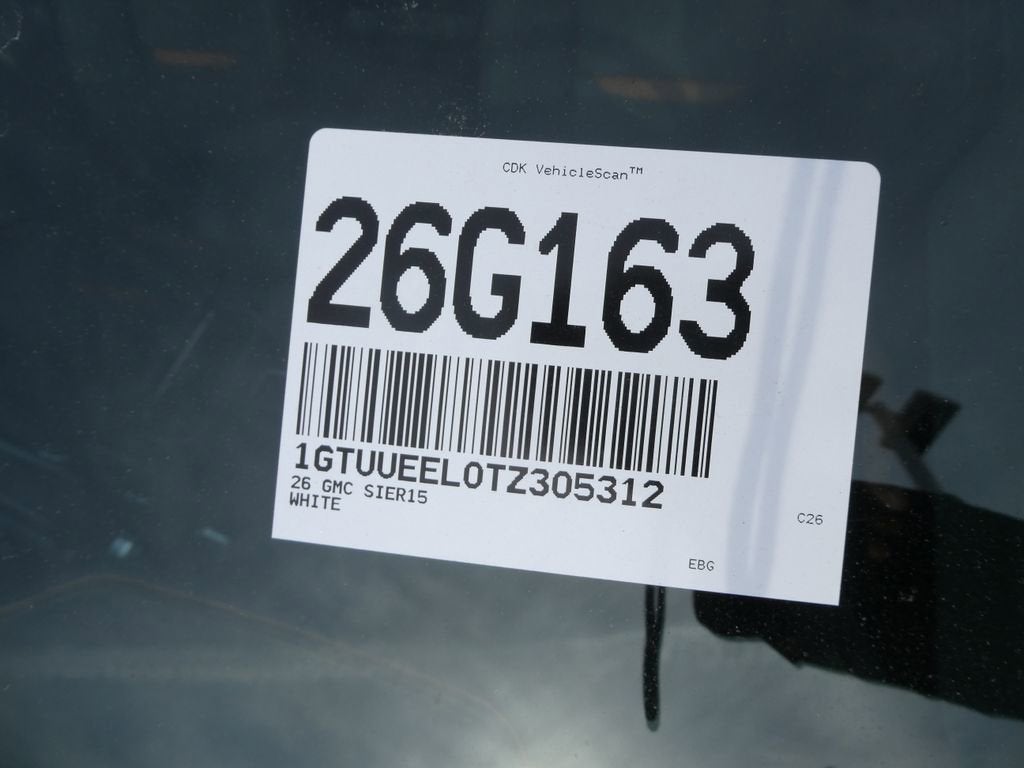 CDK VehicleScan™
26G163
1GTUUEEL0TZ305312
26 GMC SIER15
WHITE
C26
EBG